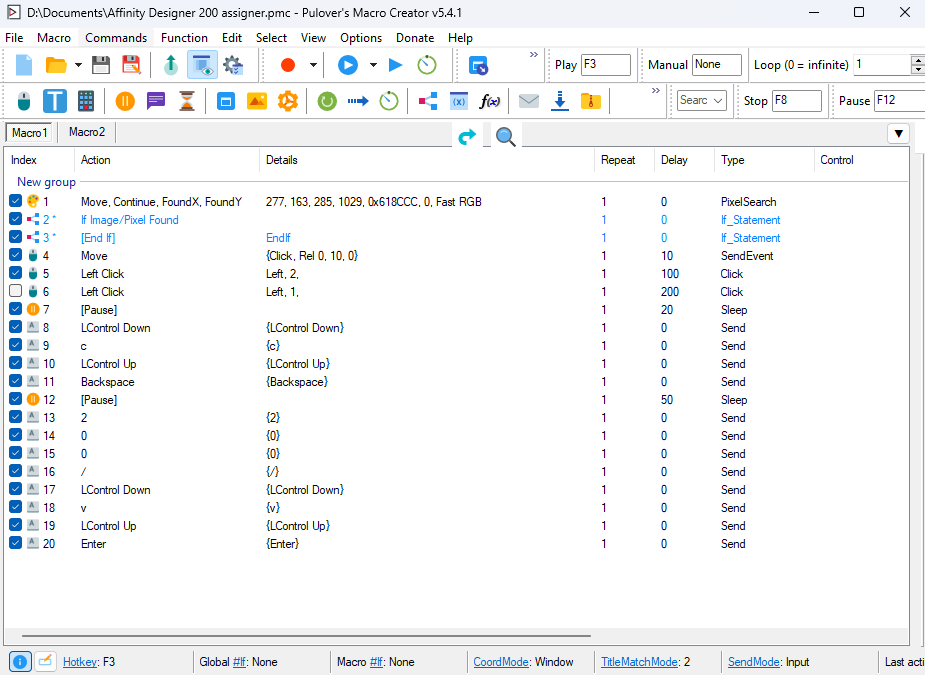 D:\Documents\Affinity Designer 200 assigner.pmc - Pulover's Macro Creator v5.4.1
File Macro Commands Function Edit Select View Options Donate Help
» Play F3 Manual None Loop (0 = infinite) 1
T (x) f(x) » Searc Stop F8 Pause F12
Macro1 Macro2
Index Action Details Repeat Delay Type Control
New group
1 Move, Continue, FoundX, FoundY 277, 163, 285, 1029, 0x618CCC, 0, Fast RGB 1 0 PixelSearch
2 * If Image/Pixel Found 1 0 If_Statement
3 * [End If] EndIf 1 0 If_Statement
4 Move {Click, Rel 0, 10, 0} 1 10 SendEvent
5 Left Click Left, 2, 1 100 Click
6 Left Click Left, 1, 1 200 Click
7 [Pause] 1 20 Sleep
A 8 LControl Down {LControl Down} 1 0 Send
A 9 c {c} 1 0 Send
A 10 LControl Up {LControl Up} 1 0 Send
A 11 Backspace {Backspace} 1 0 Send
12 [Pause] 1 50 Sleep
A 13 2 {2} 1 0 Send
A 14 0 {0} 1 0 Send
A 15 0 {0} 1 0 Send
A 16 / {/} 1 0 Send
A 17 LControl Down {LControl Down} 1 0 Send
A 18 v {v} 1 0 Send
A 19 LControl Up {LControl Up} 1 0 Send
A 20 Enter {Enter} 1 0 Send
Hotkey: F3 Global #If: None Macro #If: None CoordMode: Window TitleMatchMode: 2 SendMode: Input Last acti